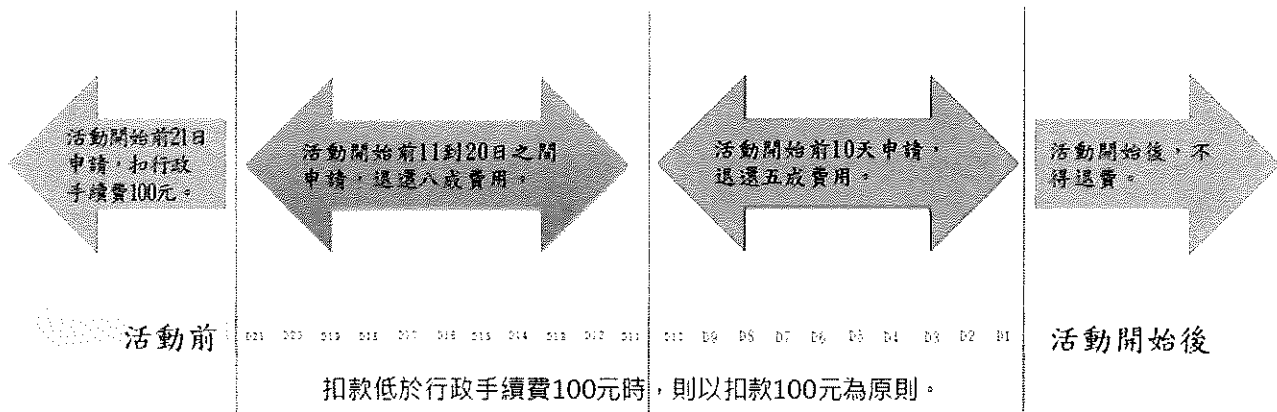 活動開始前21日
申請，扣行政
手續費100元。
活動開始前11到20日之間
申請，退還八成費用。
活動開始前10天申請，
退還五成費用。
活動開始後，不
得退費。
活動前 D21 D20 D19 D18 D17 D16 D15 D14 D13 D12 D11 D10 D9 D8 D7 D6 D5 D4 D3 D2 D1 活動開始後
扣款低於行政手續費100元時，則以扣款100元為原則。